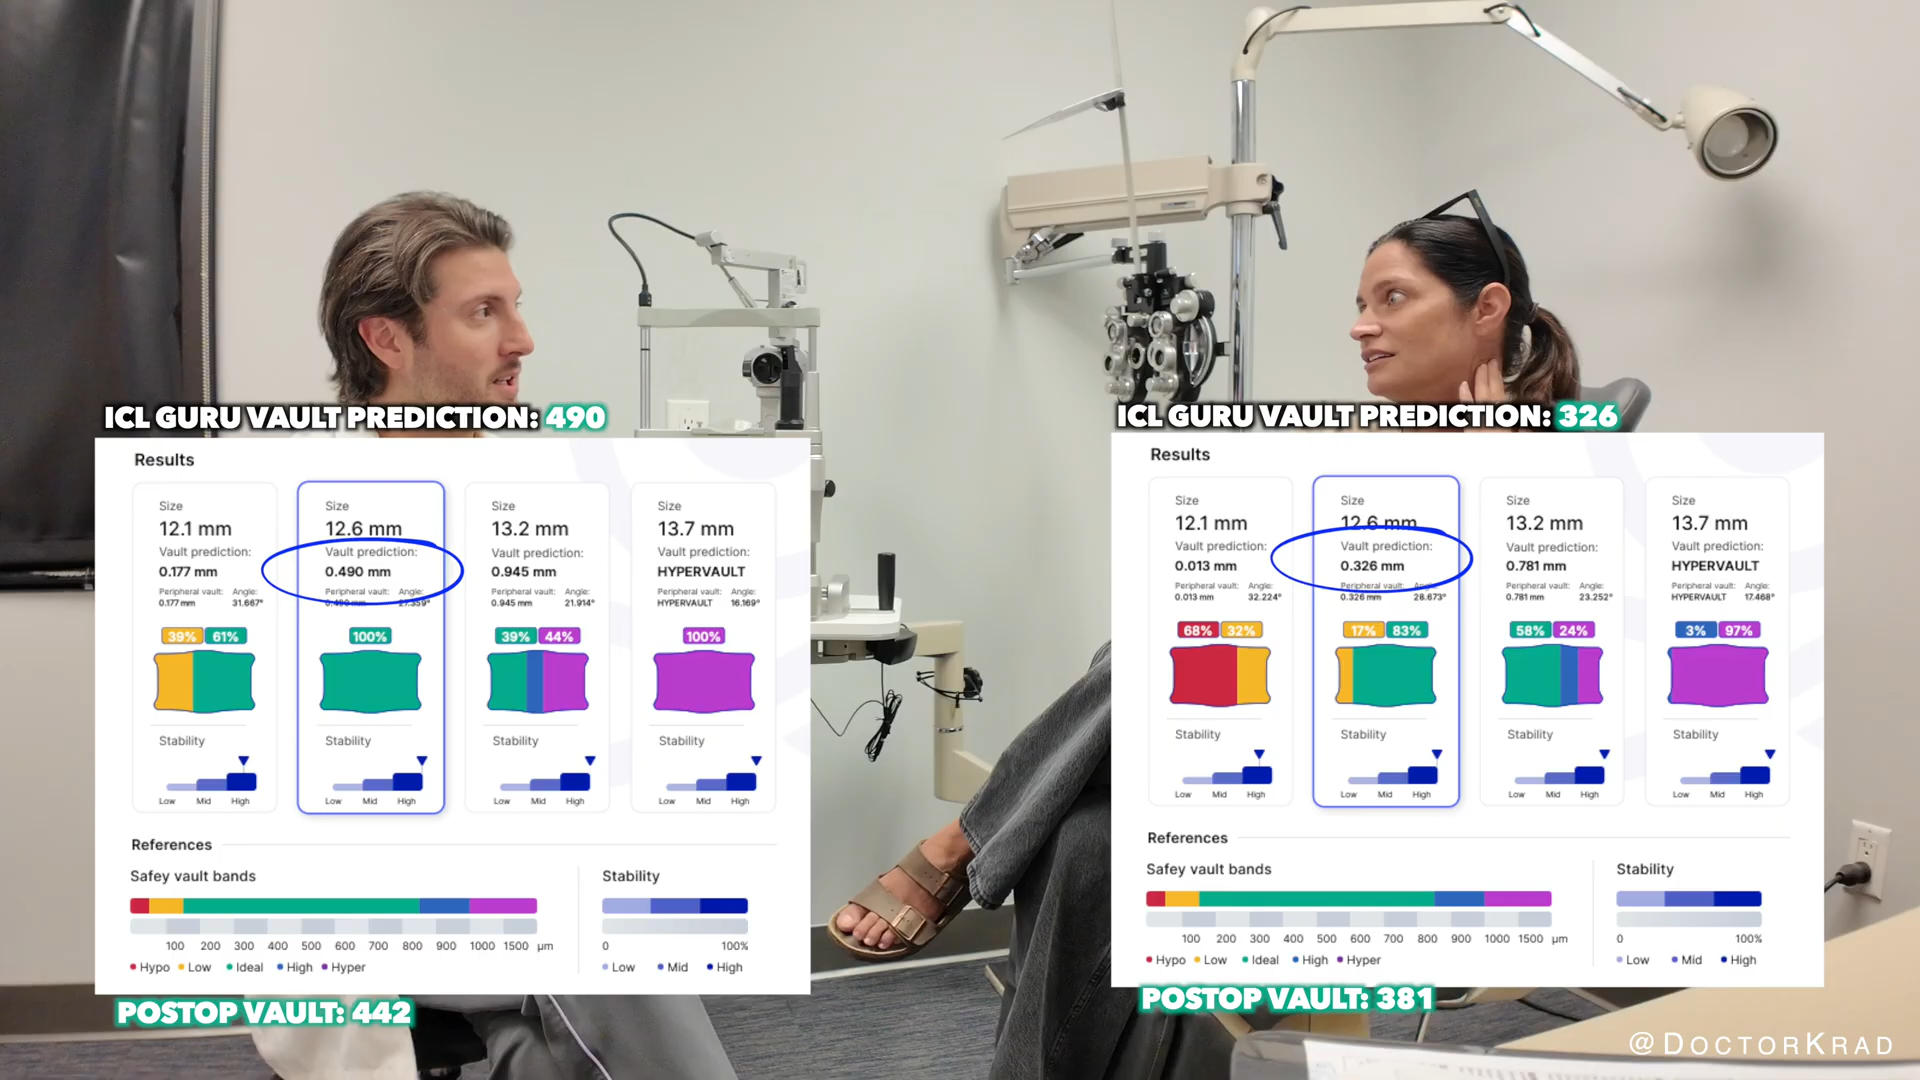 ICL GURU VAULT PREDICTION: 490
Results
Size
12.1 mm
Vault prediction:
0.177 mm
Peripheral vault: Angle:
0.177 mm 31.667°
39% 61%
Stability
Low Mid High
Size
12.6 mm
Vault prediction:
0.490 mm
Peripheral vault: Angle:
0.490 mm 27.359°
100%
Stability
Low Mid High
Size
13.2 mm
Vault prediction:
0.945 mm
Peripheral vault: Angle:
0.945 mm 21.914°
39% 44%
Stability
Low Mid High
Size
13.7 mm
Vault prediction:
HYPERVAULT
Peripheral vault: Angle:
HYPERVAULT 16.169°
100%
Stability
Low Mid High
References
Safey vault bands
100 200 300 400 500 600 700 800 900 1000 1500 µm
Hypo Low Ideal High Hyper
Stability
0 100%
Low Mid High
POSTOP VAULT: 442
ICL GURU VAULT PREDICTION: 326
Results
Size
12.1 mm
Vault prediction:
0.013 mm
Peripheral vault: Angle:
0.013 mm 32.224°
68% 32%
Stability
Low Mid High
Size
12.6 mm
Vault prediction:
0.326 mm
Peripheral vault: Angle:
0.326 mm 28.673°
17% 83%
Stability
Low Mid High
Size
13.2 mm
Vault prediction:
0.781 mm
Peripheral vault: Angle:
0.781 mm 23.252°
58% 24%
Stability
Low Mid High
Size
13.7 mm
Vault prediction:
HYPERVAULT
Peripheral vault: Angle:
HYPERVAULT 17.468°
3% 97%
Stability
Low Mid High
References
Safey vault bands
100 200 300 400 500 600 700 800 900 1000 1500 µm
Hypo Low Ideal High Hyper
Stability
0 100%
Low Mid High
POSTOP VAULT: 381
@DOCTORKRAD